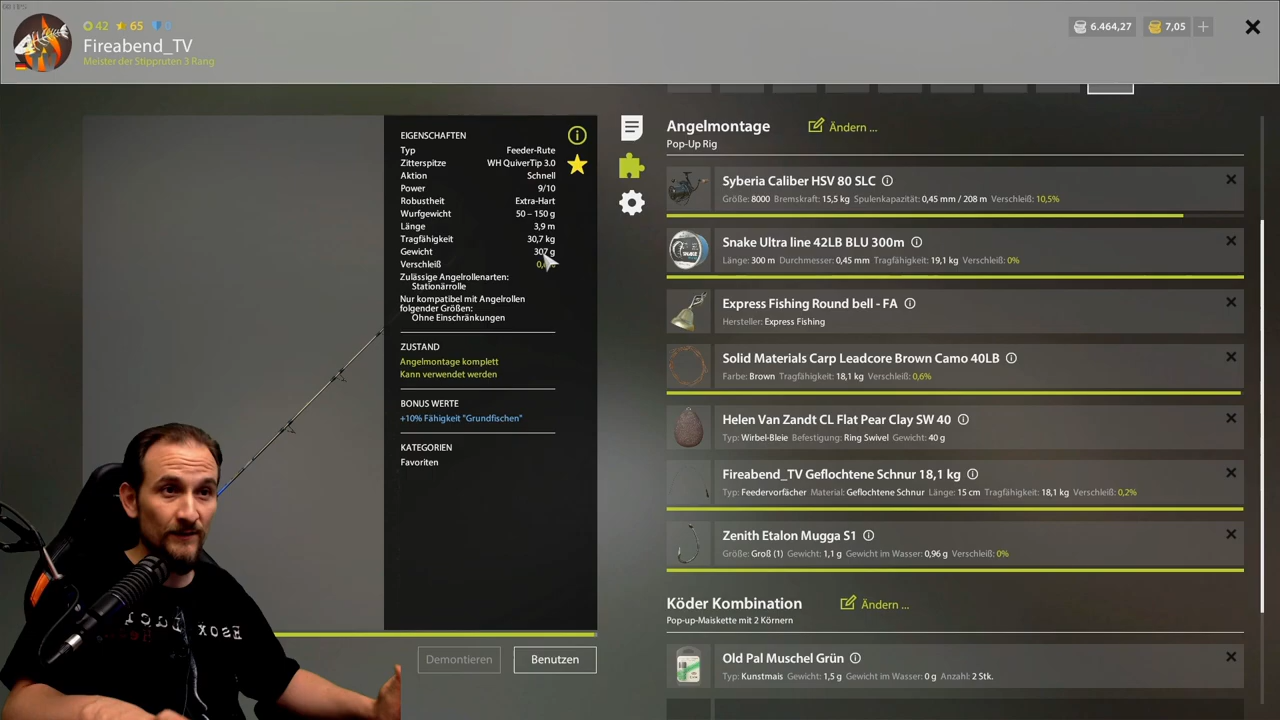 60 FPS
42 65 0
Fireabend_TV
Meister der Stippruten 3 Rang
6.464,27 7,05
EIGENSCHAFTEN
Typ Feeder-Rute
Zitterspitze WH QuiverTip 3.0
Aktion Schnell
Power 9/10
Robustheit Extra-Hart
Wurfgewicht 50 – 150 g
Länge 3,9 m
Tragfähigkeit 30,7 kg
Gewicht 307 g
Verschleiß
Zulässige Angelrollenarten:
Stationärrolle
Nur kompatibel mit Angelrollen
folgender Größen:
Ohne Einschränkungen
ZUSTAND
Angelmontage komplett
Kann verwendet werden
BONUS WERTE
+10% Fähigkeit "Grundfischen"
KATEGORIEN
Favoriten
Demontieren Benutzen
Angelmontage Ändern ...
Pop-Up Rig
Syberia Caliber HSV 80 SLC
Größe: 8000 Bremskraft: 15,5 kg Spulenkapazität: 0,45 mm / 208 m Verschleiß: 10,5%
Snake Ultra line 42LB BLU 300m
Länge: 300 m Durchmesser: 0,45 mm Tragfähigkeit: 19,1 kg Verschleiß: 0%
Express Fishing Round bell - FA
Hersteller: Express Fishing
Solid Materials Carp Leadcore Brown Camo 40LB
Farbe: Brown Tragfähigkeit: 18,1 kg Verschleiß: 0,6%
Helen Van Zandt CL Flat Pear Clay SW 40
Typ: Wirbel-Bleie Befestigung: Ring Swivel Gewicht: 40 g
Fireabend_TV Geflochtene Schnur 18,1 kg
Typ: Feedervorfächer Material: Geflochtene Schnur Länge: 15 cm Tragfähigkeit: 18,1 kg Verschleiß: 0,2%
Zenith Etalon Mugga S1
Größe: Groß (1) Gewicht: 1,1 g Gewicht im Wasser: 0,96 g Verschleiß: 0%
Köder Kombination Ändern ...
Pop-up-Maiskette mit 2 Körnern
Old Pal Muschel Grün
Typ: Kunstmais Gewicht: 1,5 g Gewicht im Wasser: 0 g Anzahl: 2 Stk.